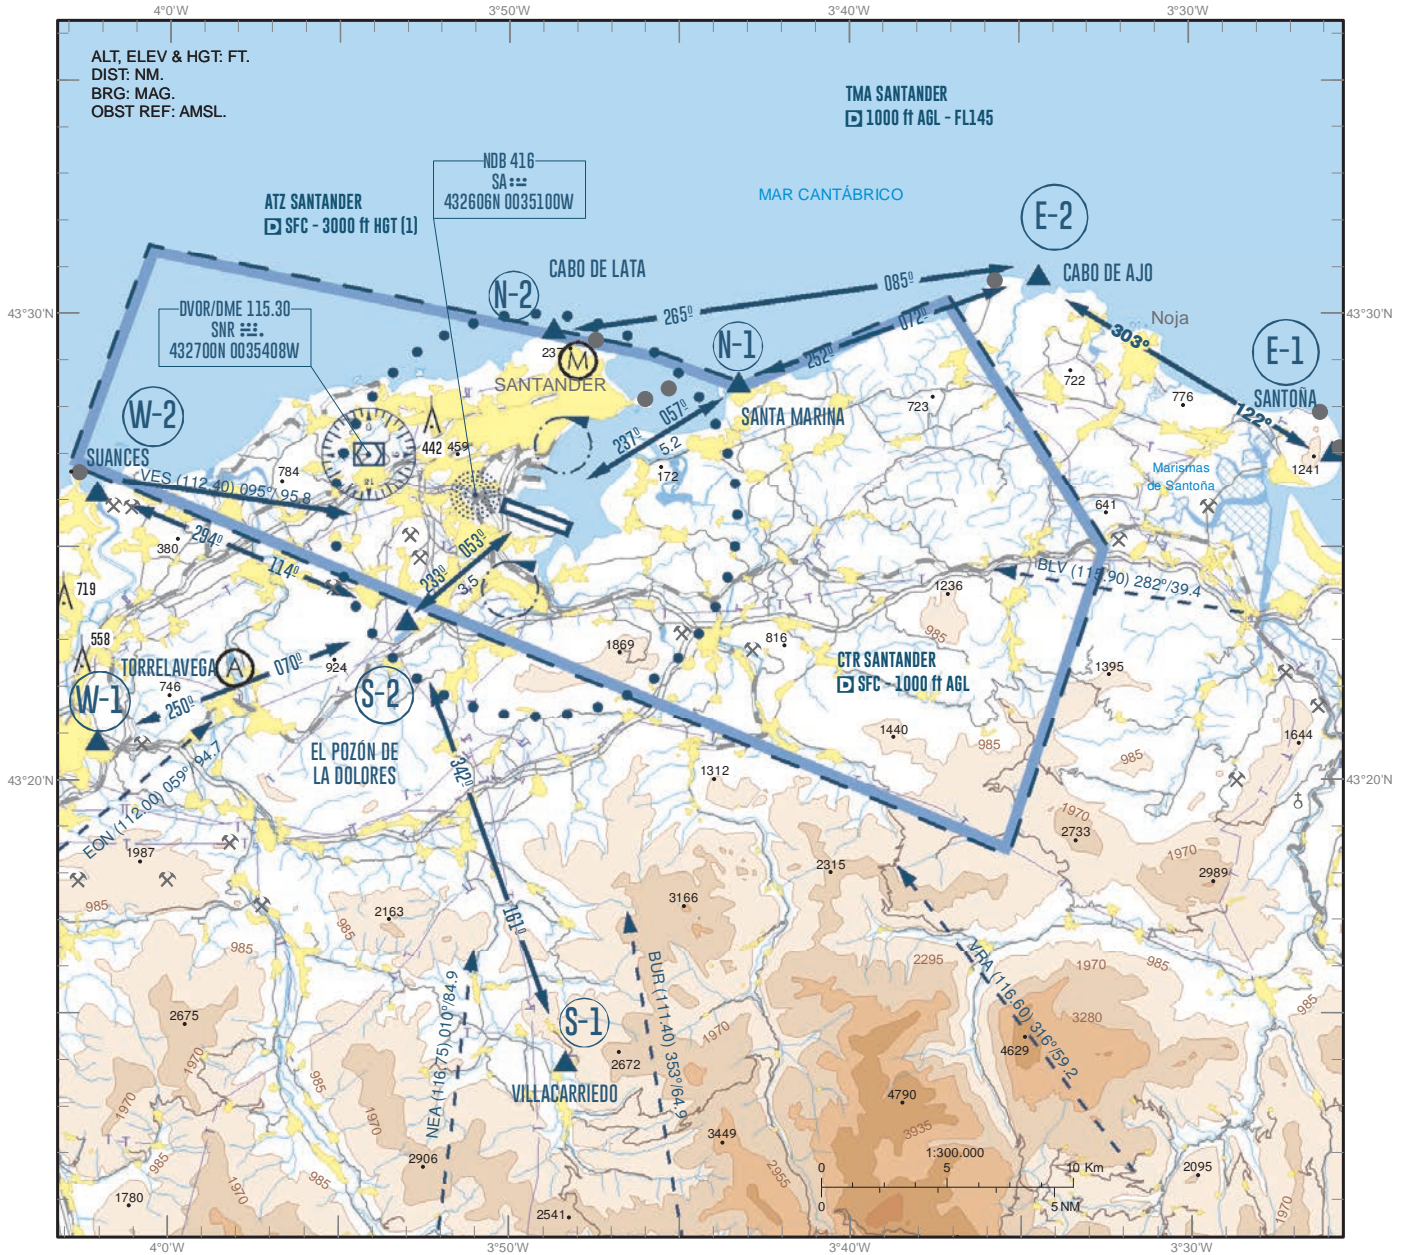 4°0'W
3°50'W
3°40'W
3°30'W
ALT, ELEV & HGT: FT.
DIST: NM.
BRG: MAG.
OBST REF: AMSL.
TMA SANTANDER
D 1000 ft AGL - FL145
NDB 416
SA
432606N 0035100W
MAR CANTÁBRICO
ATZ SANTANDER
D SFC - 3000 ft HGT (1)
E-2
CABO DE AJO
CABO DE LATA
N-2
085º
265º
43°30'N
43°30'N
DVOR/DME 115.30
SNR
432700N 0035408W
072º
252º
Noja
303º
N-1
E-1
237
M
SANTANDER
722
776
SANTOÑA
723
122º
W-2
SANTA MARINA
057º
237º
5.2
442
459
172
1241
SUANCES
784
VES (112.40) 095º/95.8
Marismas
de Santoña
641
294º
380
114º
053º
233º
3.5
BLV (115.90) 282º/39.4
719
1236
985
558
TORRELAVEGA
A
070º
924
746
250º
W-1
S-2
1869
816
CTR SANTANDER
D SFC - 1000 ft AGL
1395
EL POZÓN DE
LA DOLORES
1440
985
985
1644
342º
1312
43°20'N
43°20'N
EON (112.00) 059º/94.7
1970
2733
1987
1970
2315
2989
985
2163
985
3166
161º
985
2295
1970
985
985
VRA (116.60) 316º/59.2
NEA (116.75) 010º/84.9
BUR (111.40) 353º/64.9
2675
1970
S-1
1970
3280
4629
2672
985
VILLACARRIEDO
4790
3935
1970
1970
3449
2906
985
985
1970
2955
1:300.000
0
5
10 Km
0
5 NM
2095
1780
2541
1970
4°0'W
3°50'W
3°40'W
3°30'W